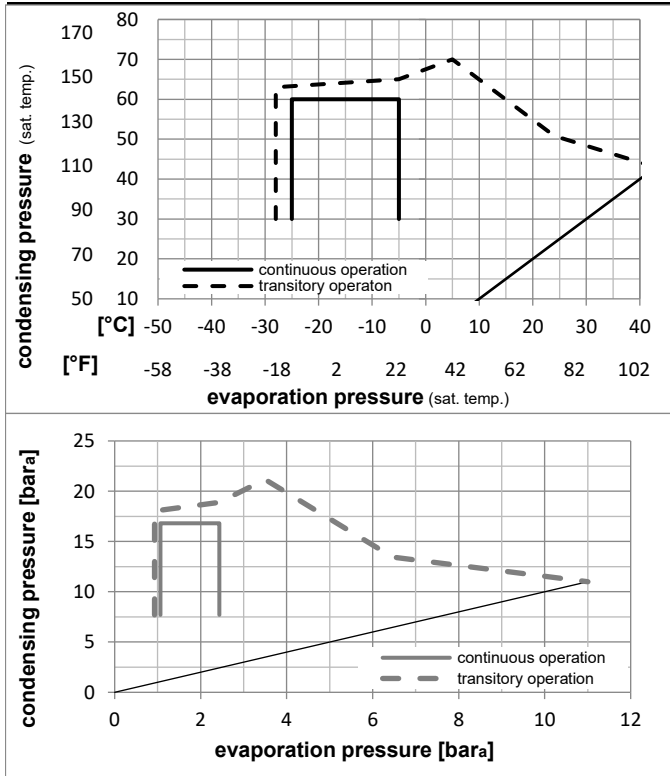 condensing pressure (sat. temp.)
170
150
130
110
90
70
50
80
70
60
50
40
30
20
10
continuous operation
transitory operaton
[°C] -50 -40 -30 -20 -10 0 10 20 30 40
[°F] -58 -38 -18 2 22 42 62 82 102
evaporation pressure (sat. temp.)
condensing pressure [bara]
25
20
15
10
5
0
continuous operation
transitory operation
0 2 4 6 8 10 12
evaporation pressure [bara]